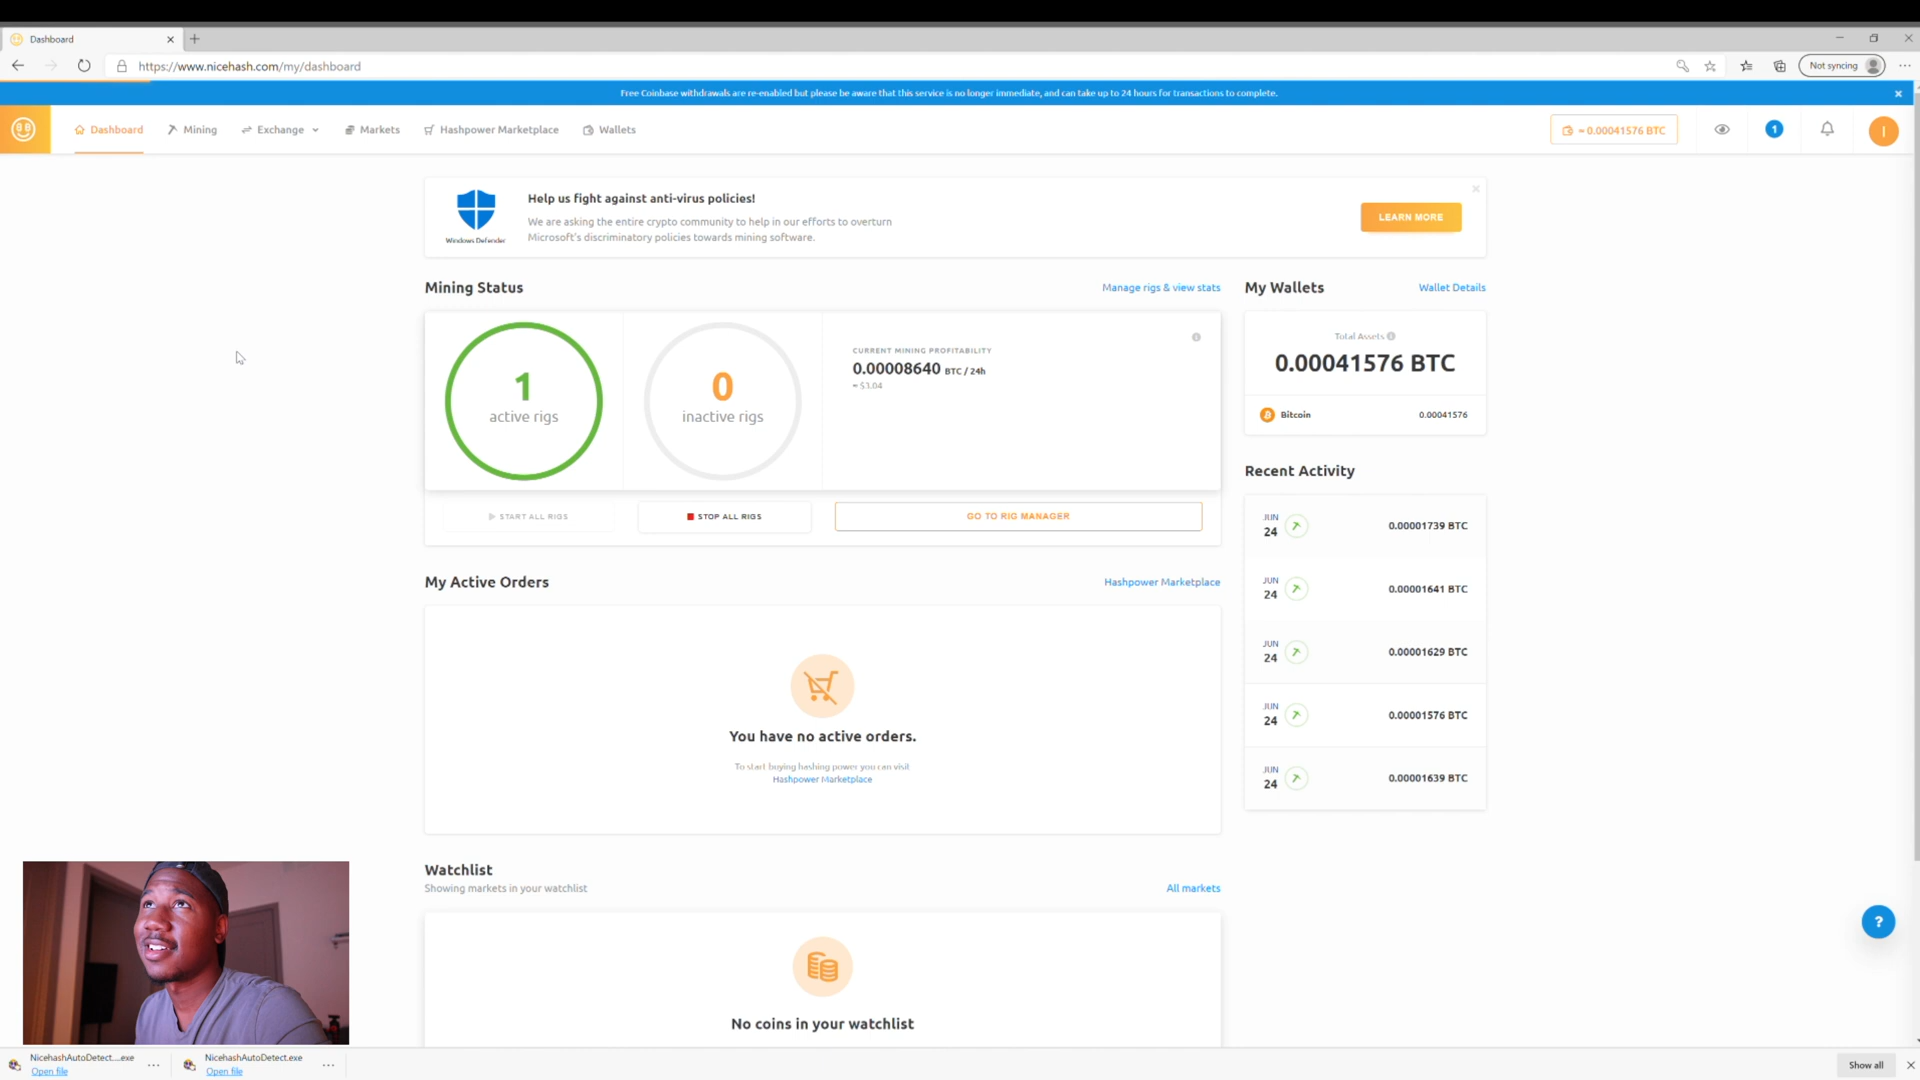 Dashboard
https://www.nicehash.com/my/dashboard
Not syncing
Free Coinbase withdrawals are re-enabled but please be aware that this service is no longer immediate, and can take up to 24 hours for transactions to complete.
Dashboard
Mining
Exchange
Markets
Hashpower Marketplace
Wallets
≈ 0.00041576 BTC
1
I
Windows Defender
Help us fight against anti-virus policies!
We are asking the entire crypto community to help in our efforts to overturn
Microsoft's discriminatory policies towards mining software.
LEARN MORE
Mining Status
Manage rigs & view stats
1
active rigs
0
inactive rigs
CURRENT MINING PROFITABILITY
0.00008640 BTC / 24h
≈ $3.04
START ALL RIGS
STOP ALL RIGS
GO TO RIG MANAGER
My Wallets
Wallet Details
Total Assets
0.00041576 BTC
Bitcoin
0.00041576
Recent Activity
JUN
24
0.00001739 BTC
JUN
24
0.00001641 BTC
JUN
24
0.00001629 BTC
JUN
24
0.00001576 BTC
JUN
24
0.00001639 BTC
My Active Orders
Hashpower Marketplace
You have no active orders.
To start buying hashing power you can visit
Hashpower Marketplace
Watchlist
Showing markets in your watchlist
All markets
No coins in your watchlist
?
NicehashAutoDetect....exe
Open file
NicehashAutoDetect.exe
Open file
Show all